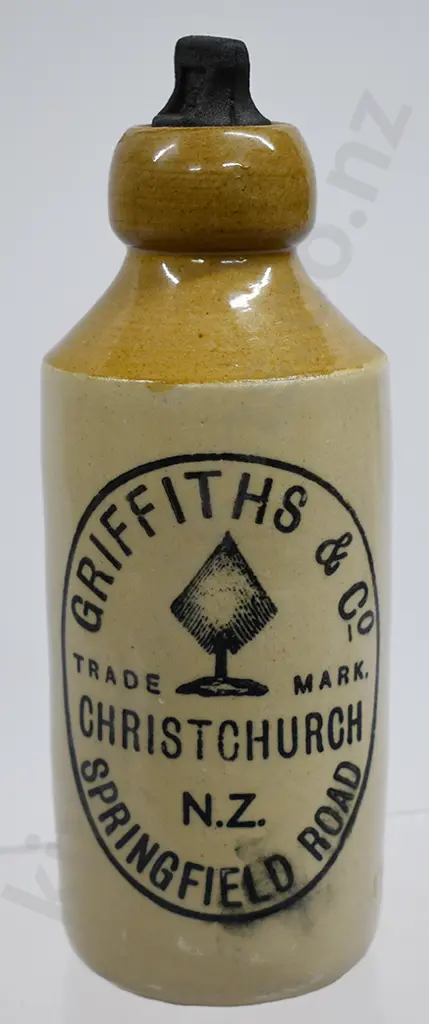 GRIFFITHS & Co
TRADE MARK.
CHRISTCHURCH
N.Z.
SPRINGFIELD ROAD